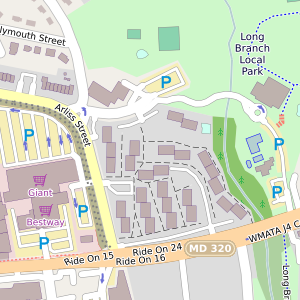 lymouth Street
Long
Branch
Local
Park
P
Arliss Street
P
P
P
Giant
P
P
Bestway
P
MD 320
"WMATA J4 C
Ride On 24
Ride On 15
Ride On 16
Long Br